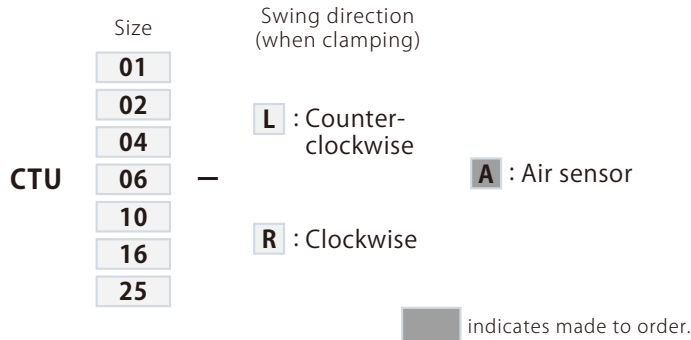 Size
Swing direction
(when clamping)
01
02
04
CTU 06 –
10
16
25
L : Counter-
clockwise
R : Clockwise
A : Air sensor
indicates made to order.